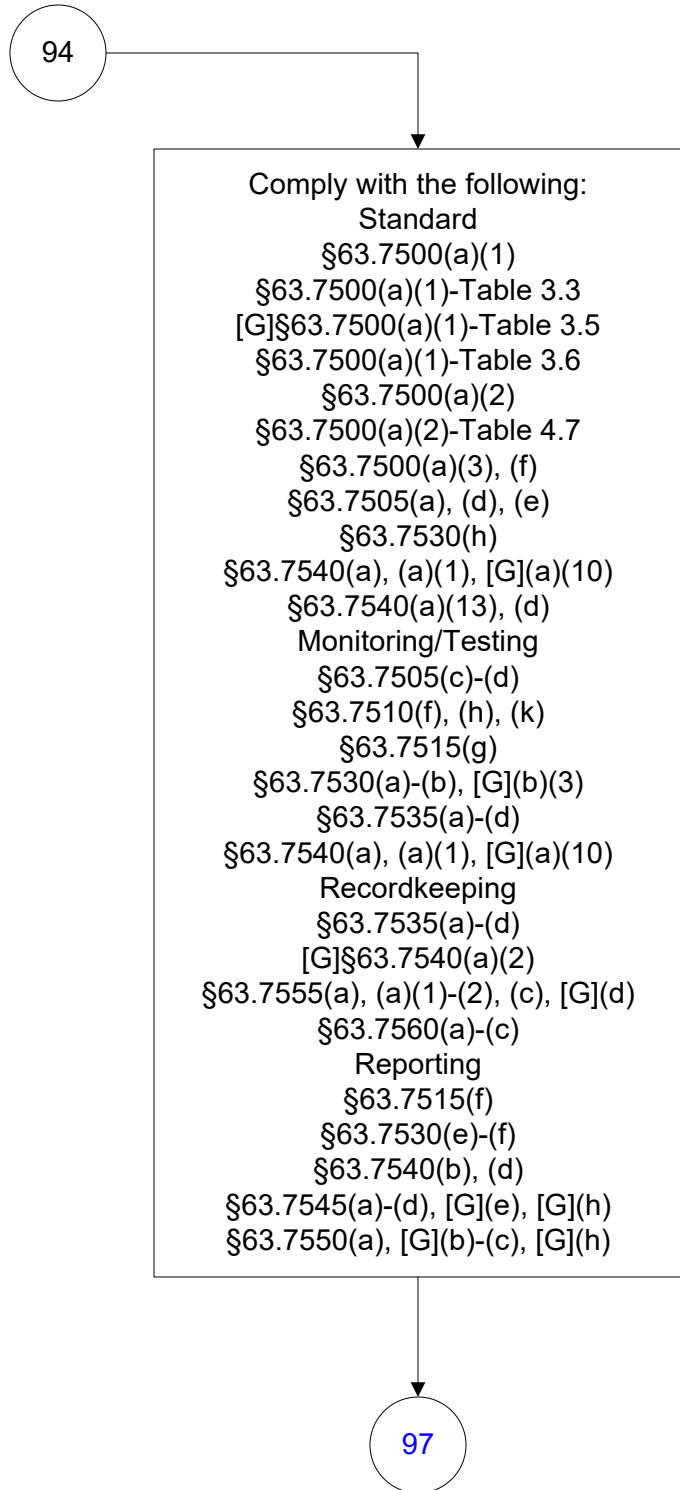 94
Comply with the following:
Standard
§63.7500(a)(1)
§63.7500(a)(1)-Table 3.3
[G]§63.7500(a)(1)-Table 3.5
§63.7500(a)(1)-Table 3.6
§63.7500(a)(2)
§63.7500(a)(2)-Table 4.7
§63.7500(a)(3), (f)
§63.7505(a), (d), (e)
§63.7530(h)
§63.7540(a), (a)(1), [G](a)(10)
§63.7540(a)(13), (d)
Monitoring/Testing
§63.7505(c)-(d)
§63.7510(f), (h), (k)
§63.7515(g)
§63.7530(a)-(b), [G](b)(3)
§63.7535(a)-(d)
§63.7540(a), (a)(1), [G](a)(10)
Recordkeeping
§63.7535(a)-(d)
[G]§63.7540(a)(2)
§63.7555(a), (a)(1)-(2), (c), [G](d)
§63.7560(a)-(c)
Reporting
§63.7515(f)
§63.7530(e)-(f)
§63.7540(b), (d)
§63.7545(a)-(d), [G](e), [G](h)
§63.7550(a), [G](b)-(c), [G](h)
97